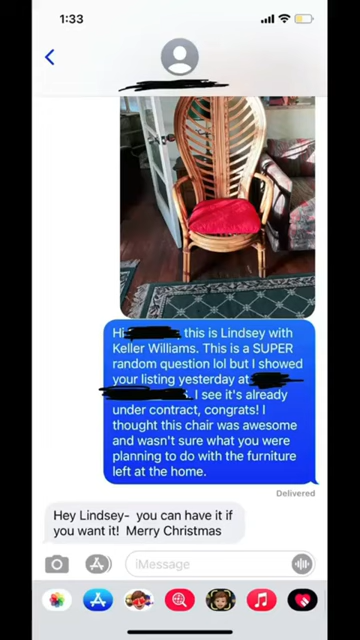 1:33
Hi , this is Lindsey with
Keller Williams. This is a SUPER
random question lol but I showed
your listing yesterday at
. I see it's already
under contract, congrats! I
thought this chair was awesome
and wasn't sure what you were
planning to do with the furniture
left at the home.
Delivered
Hey Lindsey- you can have it if
you want it! Merry Christmas
iMessage